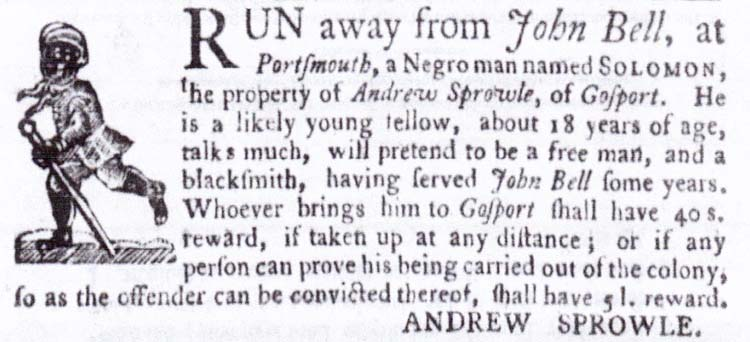 RUN away from John Bell, at
Portſmouth, a Negro man named SOLOMON,
the property of Andrew Sprowle, of Goſport. He
is a likely young fellow, about 18 years of age,
talks much, will pretend to be a free man, and a
blackſmith, having ſerved John Bell ſome years.
Whoever brings him to Goſport ſhall have 40 s.
reward, if taken up at any diſtance; or if any
perſon can prove his being carried out of the colony,
ſo as the offender can be convicted thereof, ſhall have 5 l. reward.
ANDREW SPROWLE.